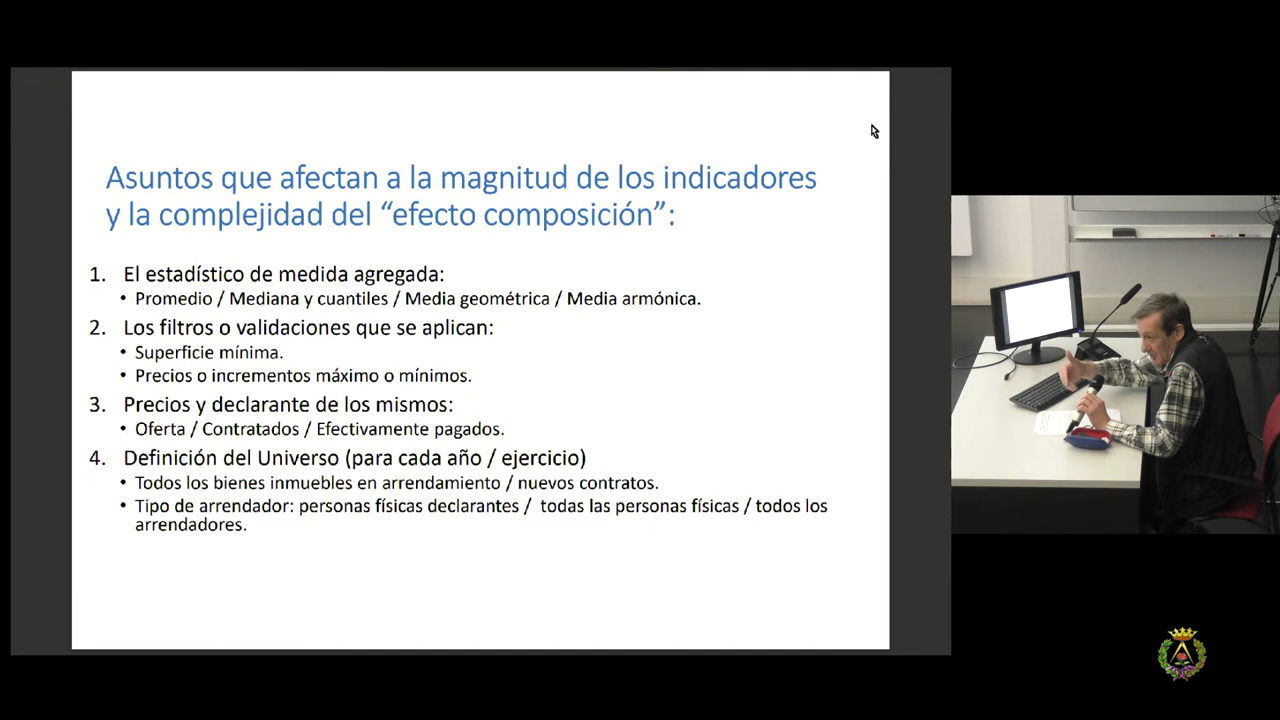 Asuntos que afectan a la magnitud de los indicadores
y la complejidad del “efecto composición”:
1. El estadístico de medida agregada:
• Promedio / Mediana y cuantiles / Media geométrica / Media armónica.
2. Los filtros o validaciones que se aplican:
• Superficie mínima.
• Precios o incrementos máximo o mínimos.
3. Precios y declarante de los mismos:
• Oferta / Contratados / Efectivamente pagados.
4. Definición del Universo (para cada año / ejercicio)
• Todos los bienes inmuebles en arrendamiento / nuevos contratos.
• Tipo de arrendador: personas físicas declarantes / todas las personas físicas / todos los
arrendadores.